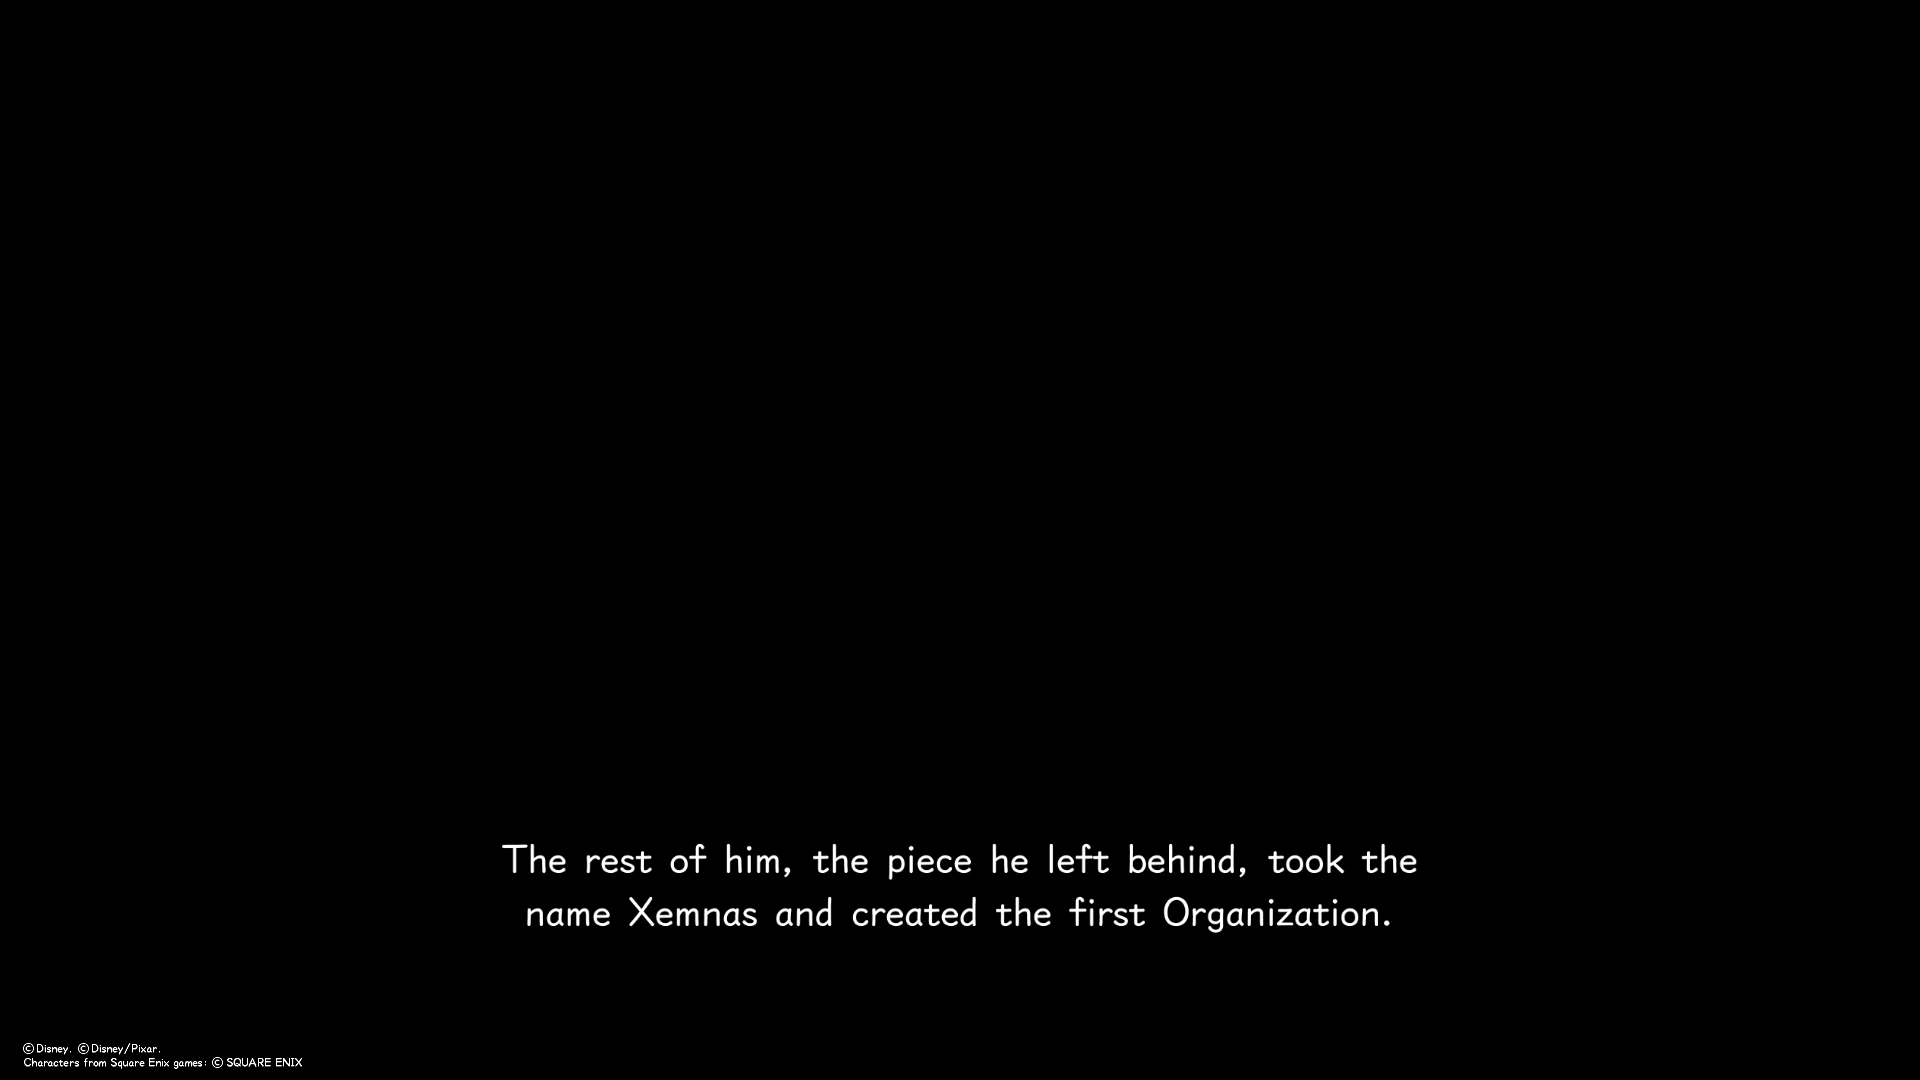 The rest of him, the piece he left behind, took the
name Xemnas and created the first Organization.
©Disney. ©Disney/Pixar.
Characters from Square Enix games: © SQUARE ENIX